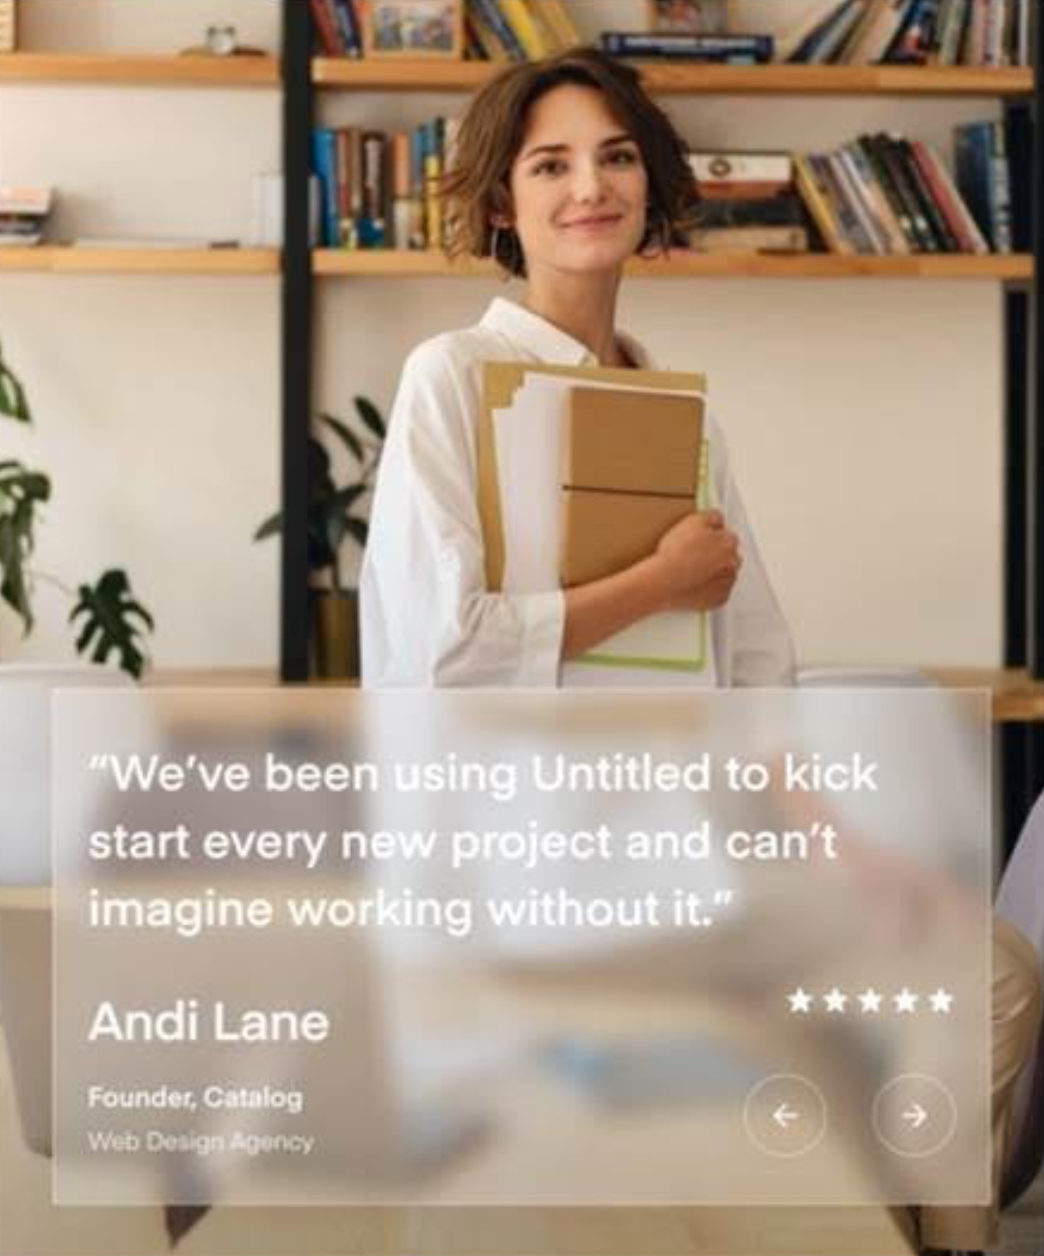 “We’ve been using Untitled to kick
start every new project and can’t
imagine working without it.”
Andi Lane
Founder, Catalog
Web Design Agency